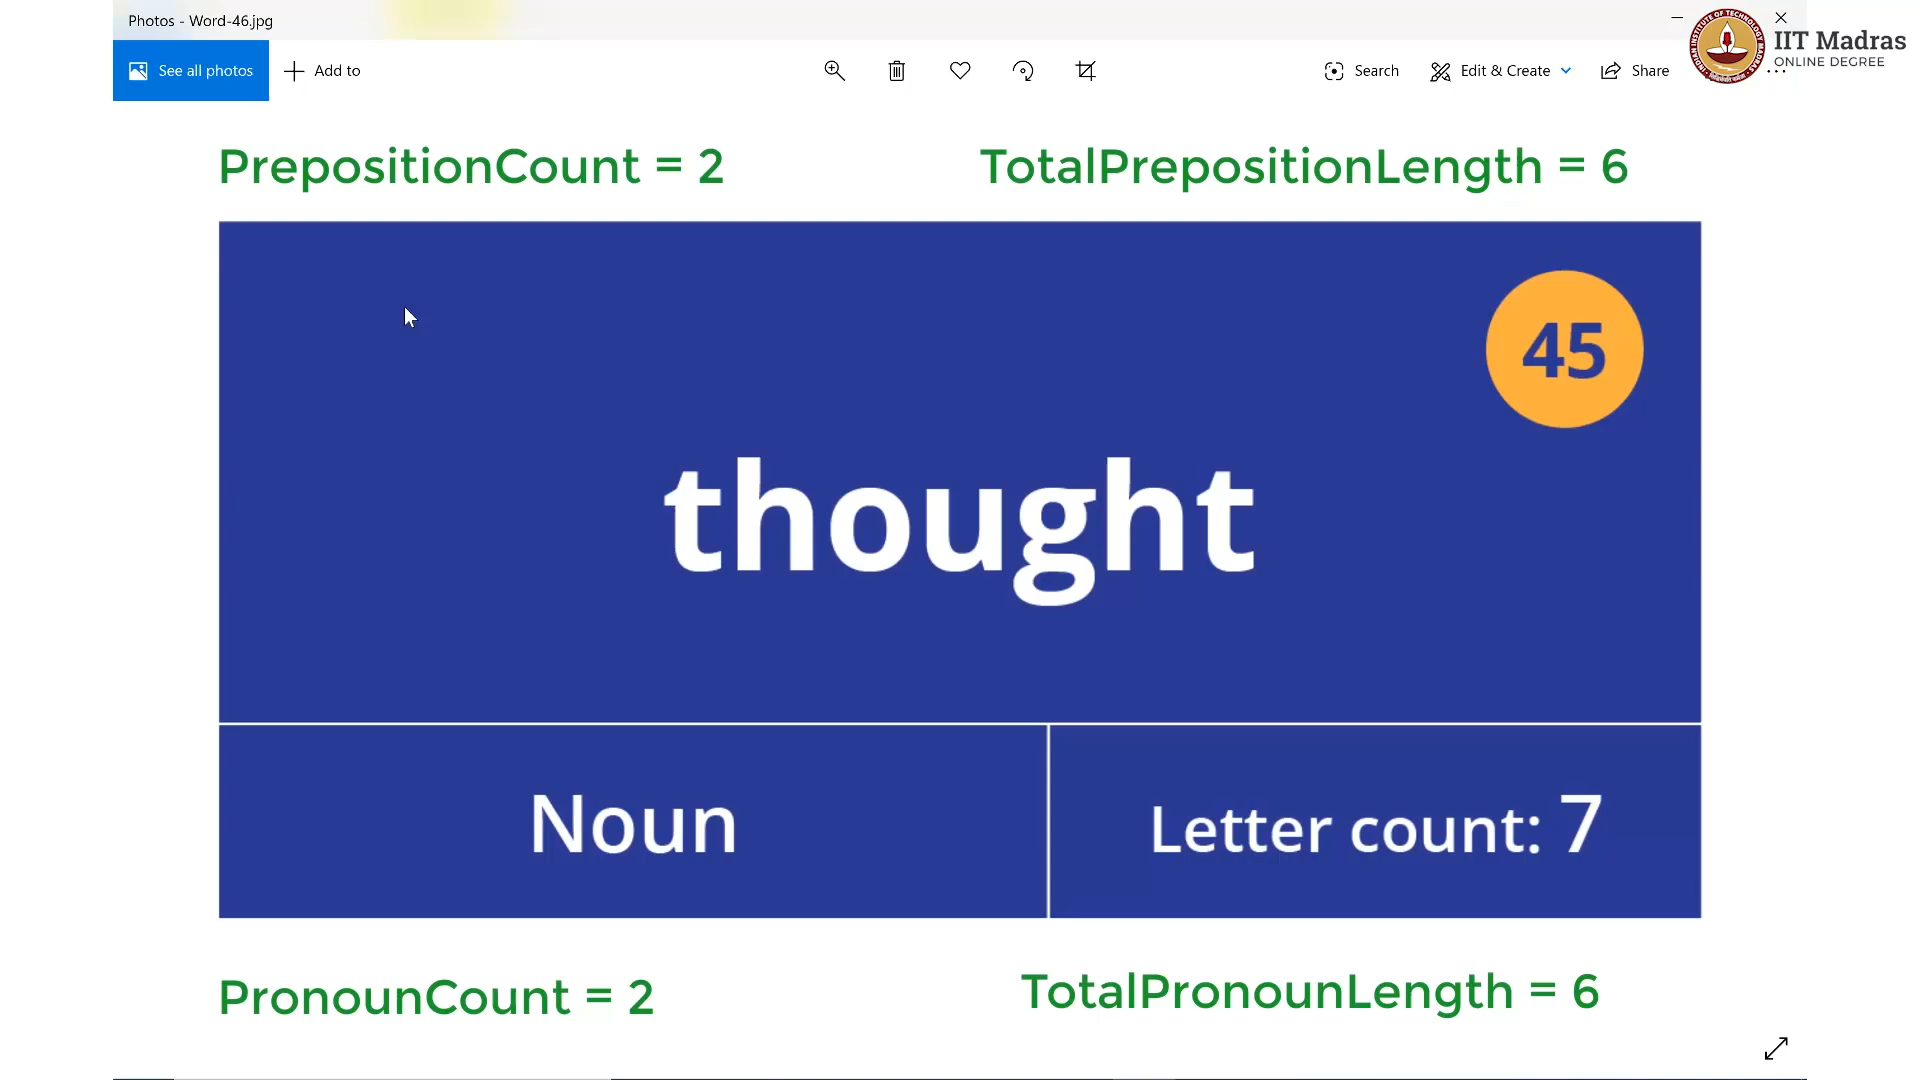 Photos - Word-46.jpg
See all photos
Add to
Search
Edit & Create
Share
IIT Madras
ONLINE DEGREE
PrepositionCount = 2
TotalPrepositionLength = 6
45
thought
Noun
Letter count: 7
PronounCount = 2
TotalPronounLength = 6